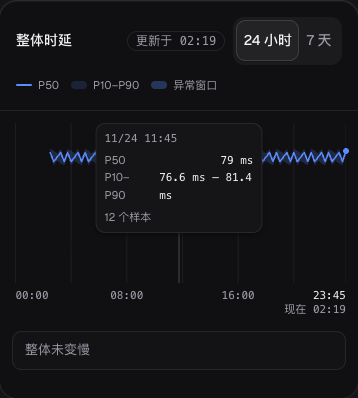 整体时延
更新于 02:19
24 小时
7 天
P50
P10–P90
异常窗口
11/24 11:45
P50 79 ms
P10– 76.6 ms – 81.4
P90 ms
12 个样本
00:00 08:00 16:00 23:45
现在 02:19
整体未变慢